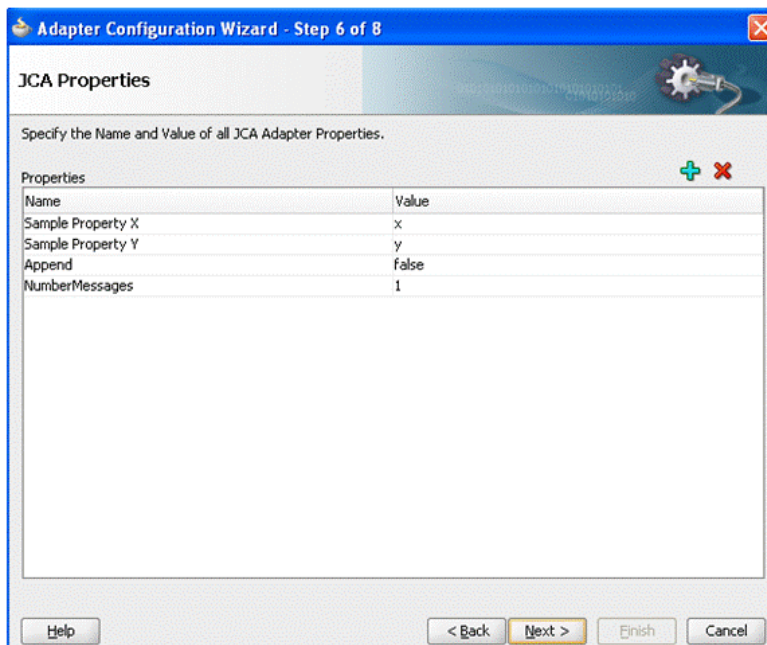 Adapter Configuration Wizard - Step 6 of 8
JCA Properties
Specify the Name and Value of all JCA Adapter Properties.
Properties
Name Value
Sample Property X x
Sample Property Y y
Append false
NumberMessages 1
Help < Back Next > Finish Cancel